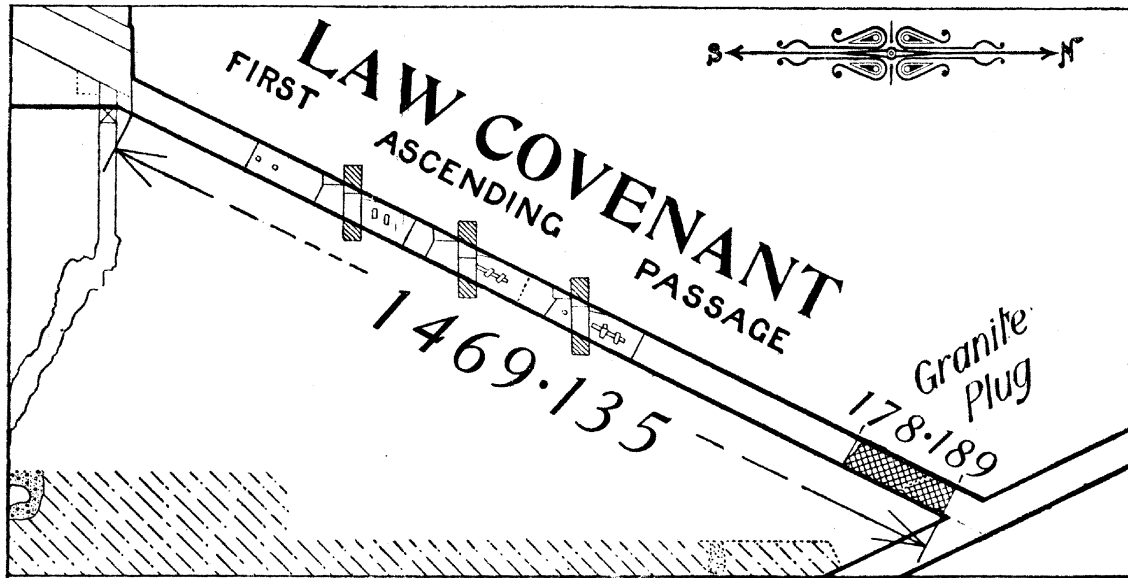 S N
LAW COVENANT
FIRST ASCENDING PASSAGE
1469·135
Granite
Plug
178·189